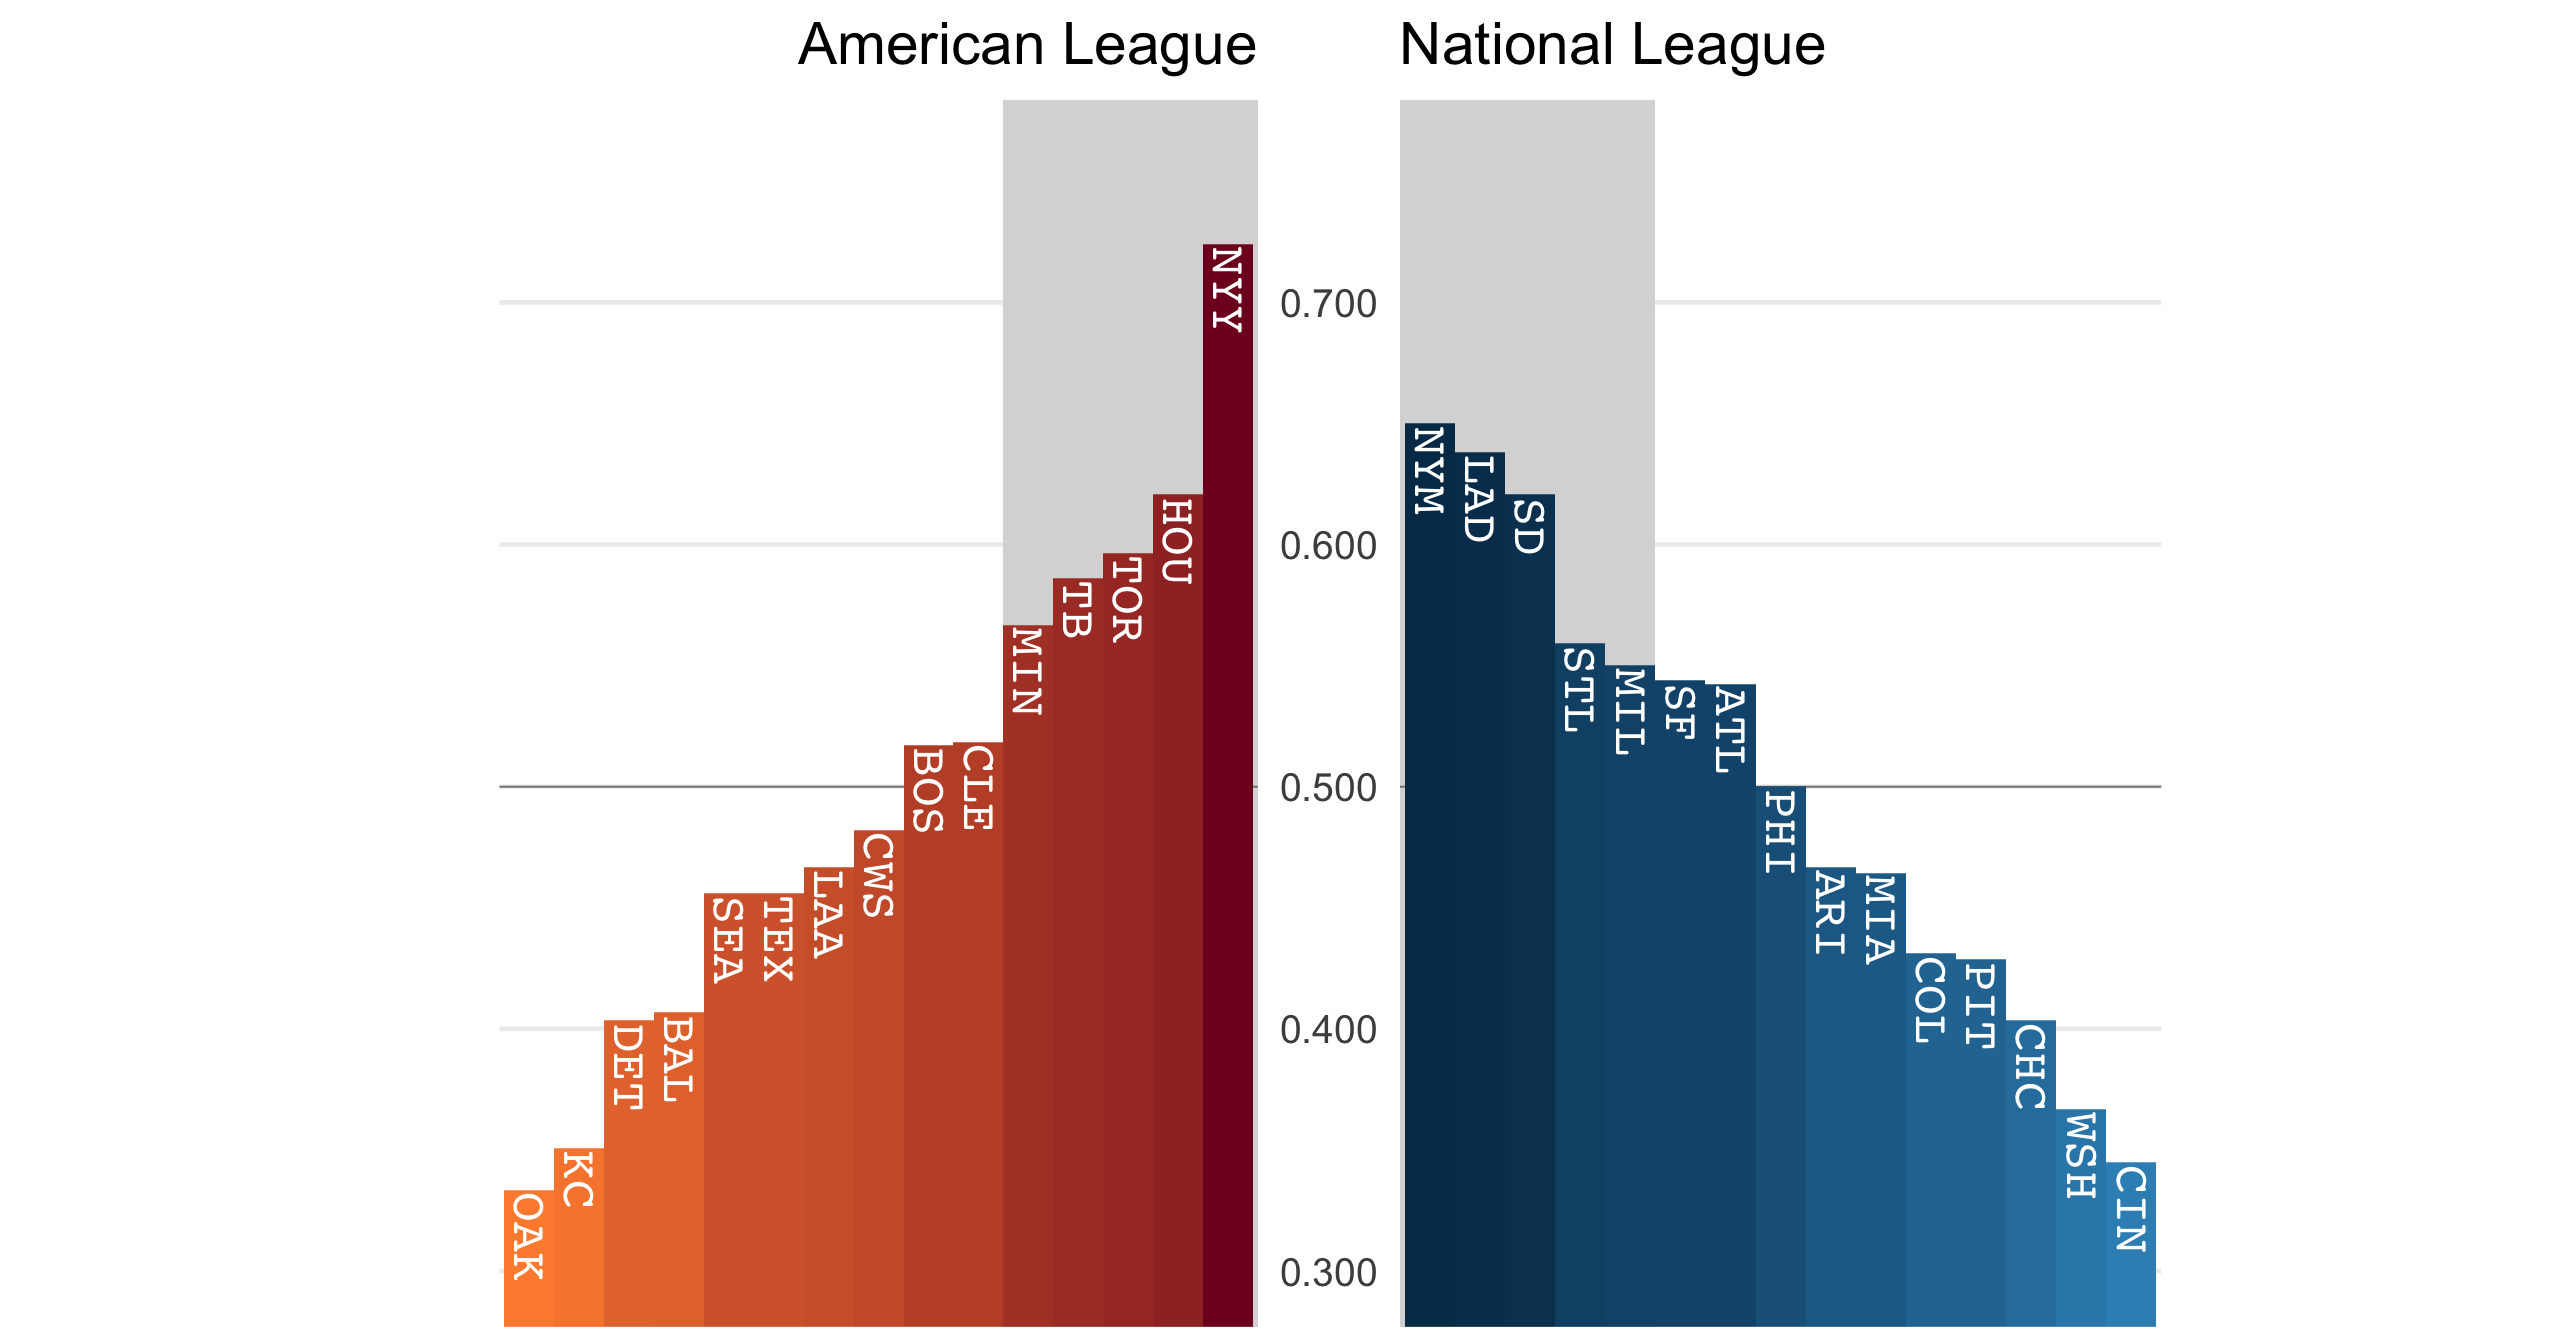 American League
National League
0.700
0.600
0.500
0.400
0.300
OAK
KC
DET
BAL
SEA
TEX
LAA
CWS
BOS
CLE
MIN
TB
TOR
HOU
NYY
NYM
LAD
SD
STL
MIL
SF
ATL
PHI
ARI
MIA
COL
PIT
CHC
WSH
CIN